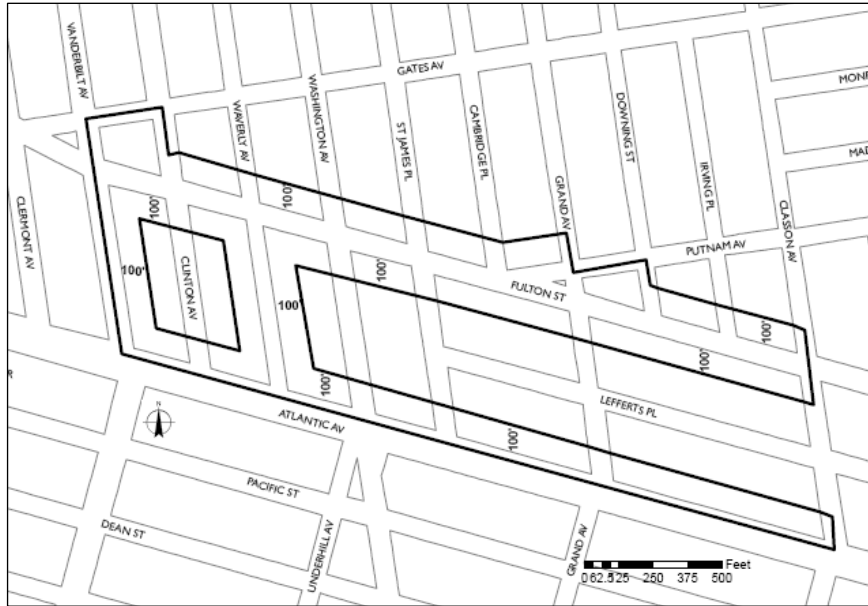 VANDERBILT AV
GATES AV
MONR
WAVERLY AV
WASHINGTON AV
ST JAMES PL
CAMBRIDGE PL
DOWNING ST
MAD
IRVING PL
CLERMONT AV
100'
100'
GRAND AV
CLASSON AV
PUTNAM AV
100'
CLINTON AV
100'
100'
FULTON ST
100'
100'
100'
LEFFERTS PL
R
N
ATLANTIC AV
100'
PACIFIC ST
DEAN ST
UNDERHILL AV
GRAND AV
Feet
0 62.5 125 250 375 500